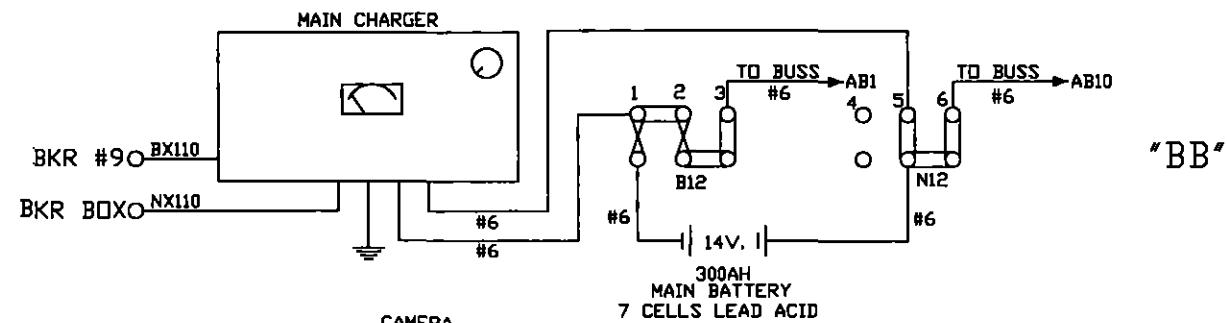 MAIN CHARGER
TO BUSS AB1
#6
TO BUSS AB10
#6
1 2 3 4 5 6
BKR #9 BX110
"BB"
B12 N12
BKR BOX NX110
#6
#6
#6
#6
14V.
300AH
MAIN BATTERY
7 CELLS LEAD ACID
CAMERA